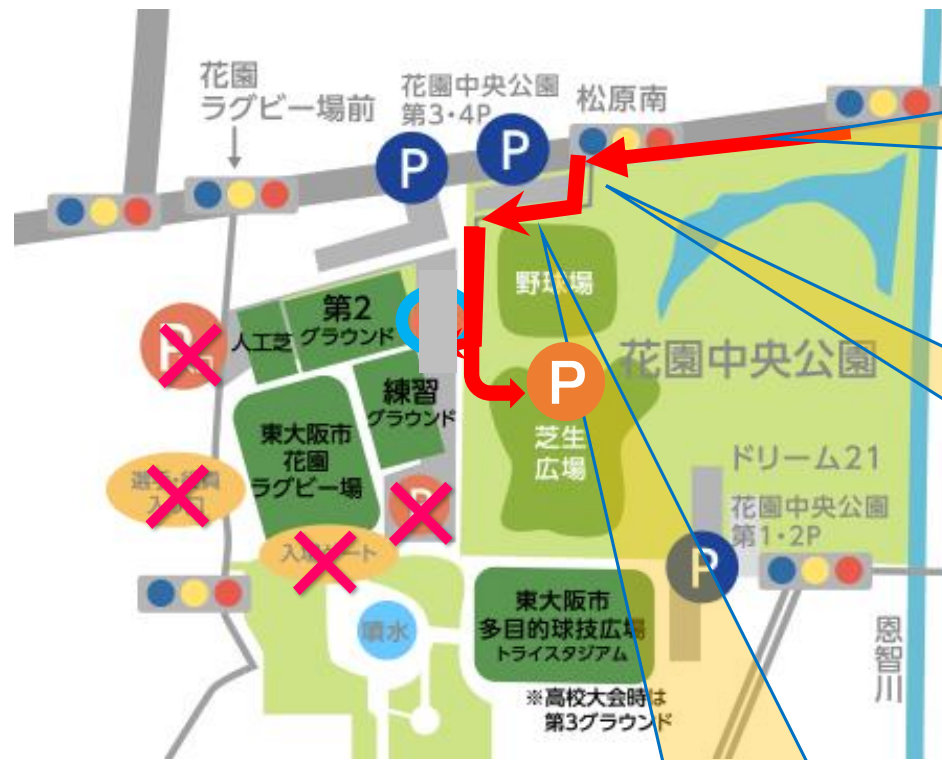 花園
ラグビー場前
花園中央公園
第3・4P
松原南
P
P
野球場
第2
グラウンド
人工芝
花園中央公園
P
練習
グラウンド
東大阪市
花園
ラグビー場
芝生
広場
ドリーム21
花園中央公園
第1・2P
P
東大阪市
多目的球技広場
トライスタジアム
噴水
恩智川
※高校大会時は
第3グラウンド